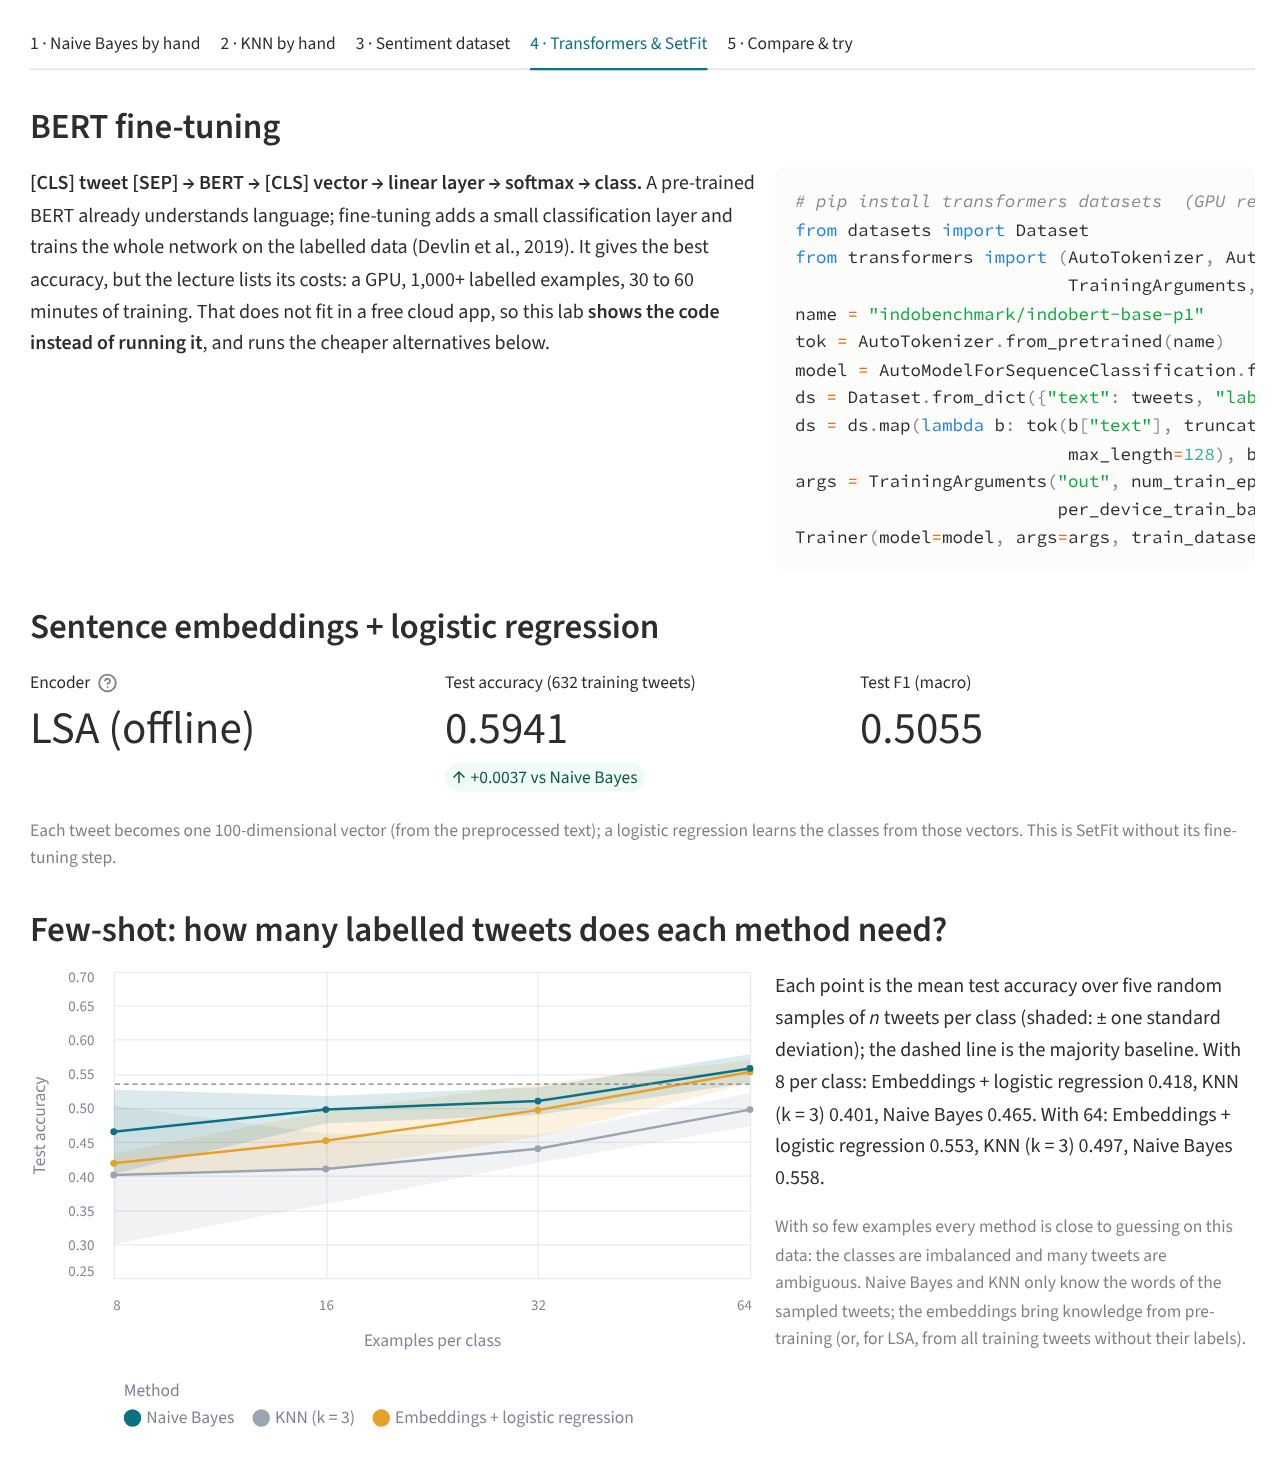 1 · Naive Bayes by hand 2 · KNN by hand 3 · Sentiment dataset 4 · Transformers & SetFit 5 · Compare & try
BERT fine-tuning
[CLS] tweet [SEP] → BERT → [CLS] vector → linear layer → softmax → class. A pre-trained
BERT already understands language; fine-tuning adds a small classification layer and
trains the whole network on the labelled data (Devlin et al., 2019). It gives the best
accuracy, but the lecture lists its costs: a GPU, 1,000+ labelled examples, 30 to 60
minutes of training. That does not fit in a free cloud app, so this lab shows the code
instead of running it, and runs the cheaper alternatives below.
# pip install transformers datasets  (GPU re
from datasets import Dataset
from transformers import (AutoTokenizer, Aut
                          TrainingArguments,
name = "indobenchmark/indobert-base-p1"
tok = AutoTokenizer.from_pretrained(name)
model = AutoModelForSequenceClassification.f
ds = Dataset.from_dict({"text": tweets, "lab
ds = ds.map(lambda b: tok(b["text"], truncat
                          max_length=128), b
args = TrainingArguments("out", num_train_ep
                         per_device_train_ba
Trainer(model=model, args=args, train_datase
Sentence embeddings + logistic regression
Encoder
LSA (offline)
Test accuracy (632 training tweets)
0.5941
↑ +0.0037 vs Naive Bayes
Test F1 (macro)
0.5055
Each tweet becomes one 100-dimensional vector (from the preprocessed text); a logistic regression learns the classes from those vectors. This is SetFit without its fine-
tuning step.
Few-shot: how many labelled tweets does each method need?
Test accuracy
0.70
0.65
0.60
0.55
0.50
0.45
0.40
0.35
0.30
0.25
8 16 32 64
Examples per class
Method
Naive Bayes KNN (k = 3) Embeddings + logistic regression
Each point is the mean test accuracy over five random
samples of n tweets per class (shaded: ± one standard
deviation); the dashed line is the majority baseline. With
8 per class: Embeddings + logistic regression 0.418, KNN
(k = 3) 0.401, Naive Bayes 0.465. With 64: Embeddings +
logistic regression 0.553, KNN (k = 3) 0.497, Naive Bayes
0.558.
With so few examples every method is close to guessing on this
data: the classes are imbalanced and many tweets are
ambiguous. Naive Bayes and KNN only know the words of the
sampled tweets; the embeddings bring knowledge from pre-
training (or, for LSA, from all training tweets without their labels).